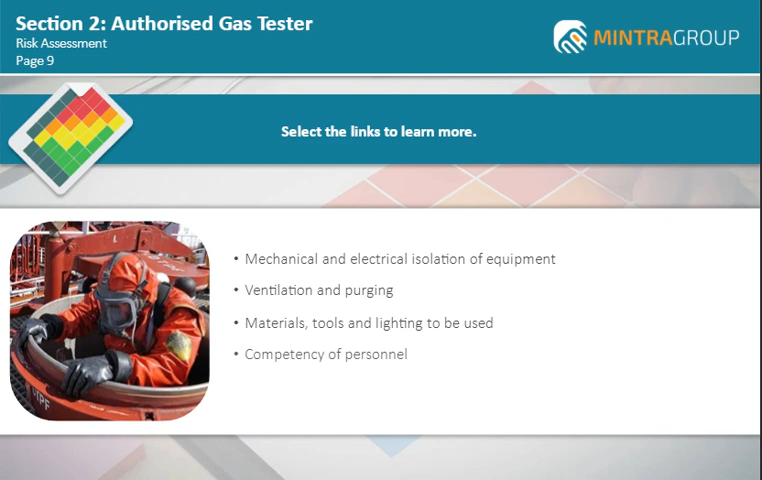 Section 2: Authorised Gas Tester
Risk Assessment
Page 9
MINTRAGROUP
Select the links to learn more.
• Mechanical and electrical isolation of equipment
• Ventilation and purging
• Materials, tools and lighting to be used
• Competency of personnel